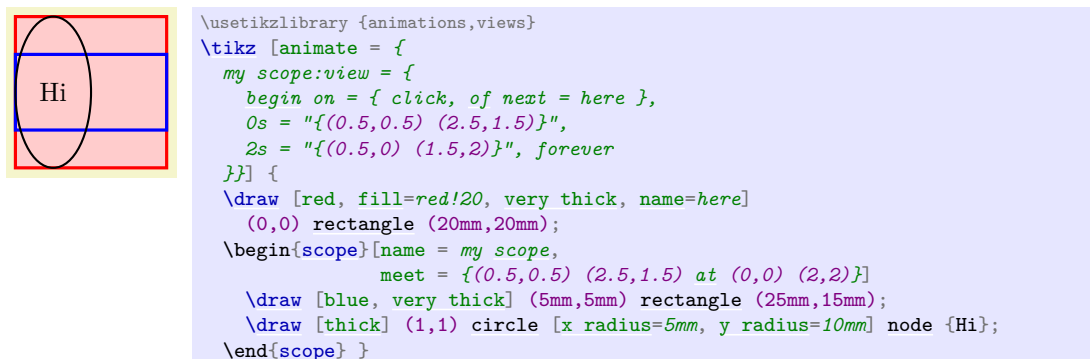 Hi
\usetikzlibrary {animations,views}
\tikz [animate = {
  my scope:view = {
    begin on = { click, of next = here },
    0s = "{(0.5,0.5) (2.5,1.5)}",
    2s = "{(0.5,0) (1.5,2)}", forever
  }}] {
  \draw [red, fill=red!20, very thick, name=here]
    (0,0) rectangle (20mm,20mm);
  \begin{scope}[name = my scope,
                meet = {(0.5,0.5) (2.5,1.5) at (0,0) (2,2)}]
    \draw [blue, very thick] (5mm,5mm) rectangle (25mm,15mm);
    \draw [thick] (1,1) circle [x radius=5mm, y radius=10mm] node {Hi};
  \end{scope} }